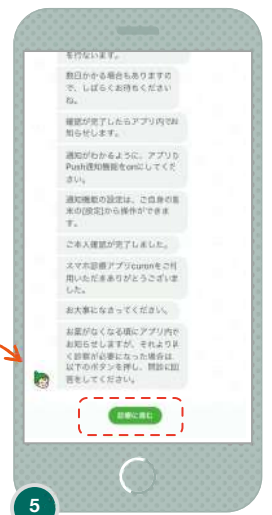 を行ないます。
数日かかる場合もありますの
で、しばらくお待ちください
ね。
確認が完了したらアプリ内でお
知らせします。
通知がわかるように、アプリの
Push通知機能をonにしてくだ
さい。
通知機能の設定は、ご自身の端
末の[設定]から操作ができま
す。
ご本人確認が完了しました。
スマホ診療アプリcuronをご利
用いただきありがとうございま
した。
お大事になさってください。
お薬がなくなる頃にアプリ内で
お知らせしますが、それより早
く診察が必要になった場合は
以下のボタンを押し、問診に回
答をしてください。
診療に進む
5